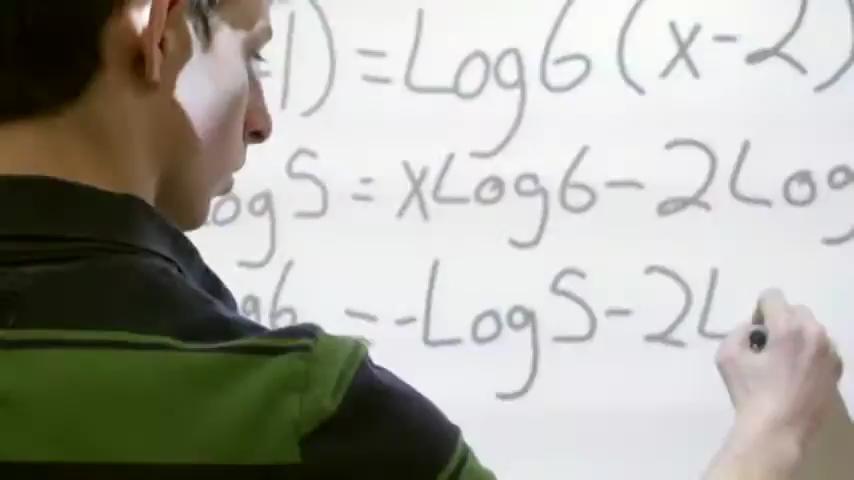 -1) = Log6(x-2)
og5 = xLog6-2Log
g6 = -Log5-2L